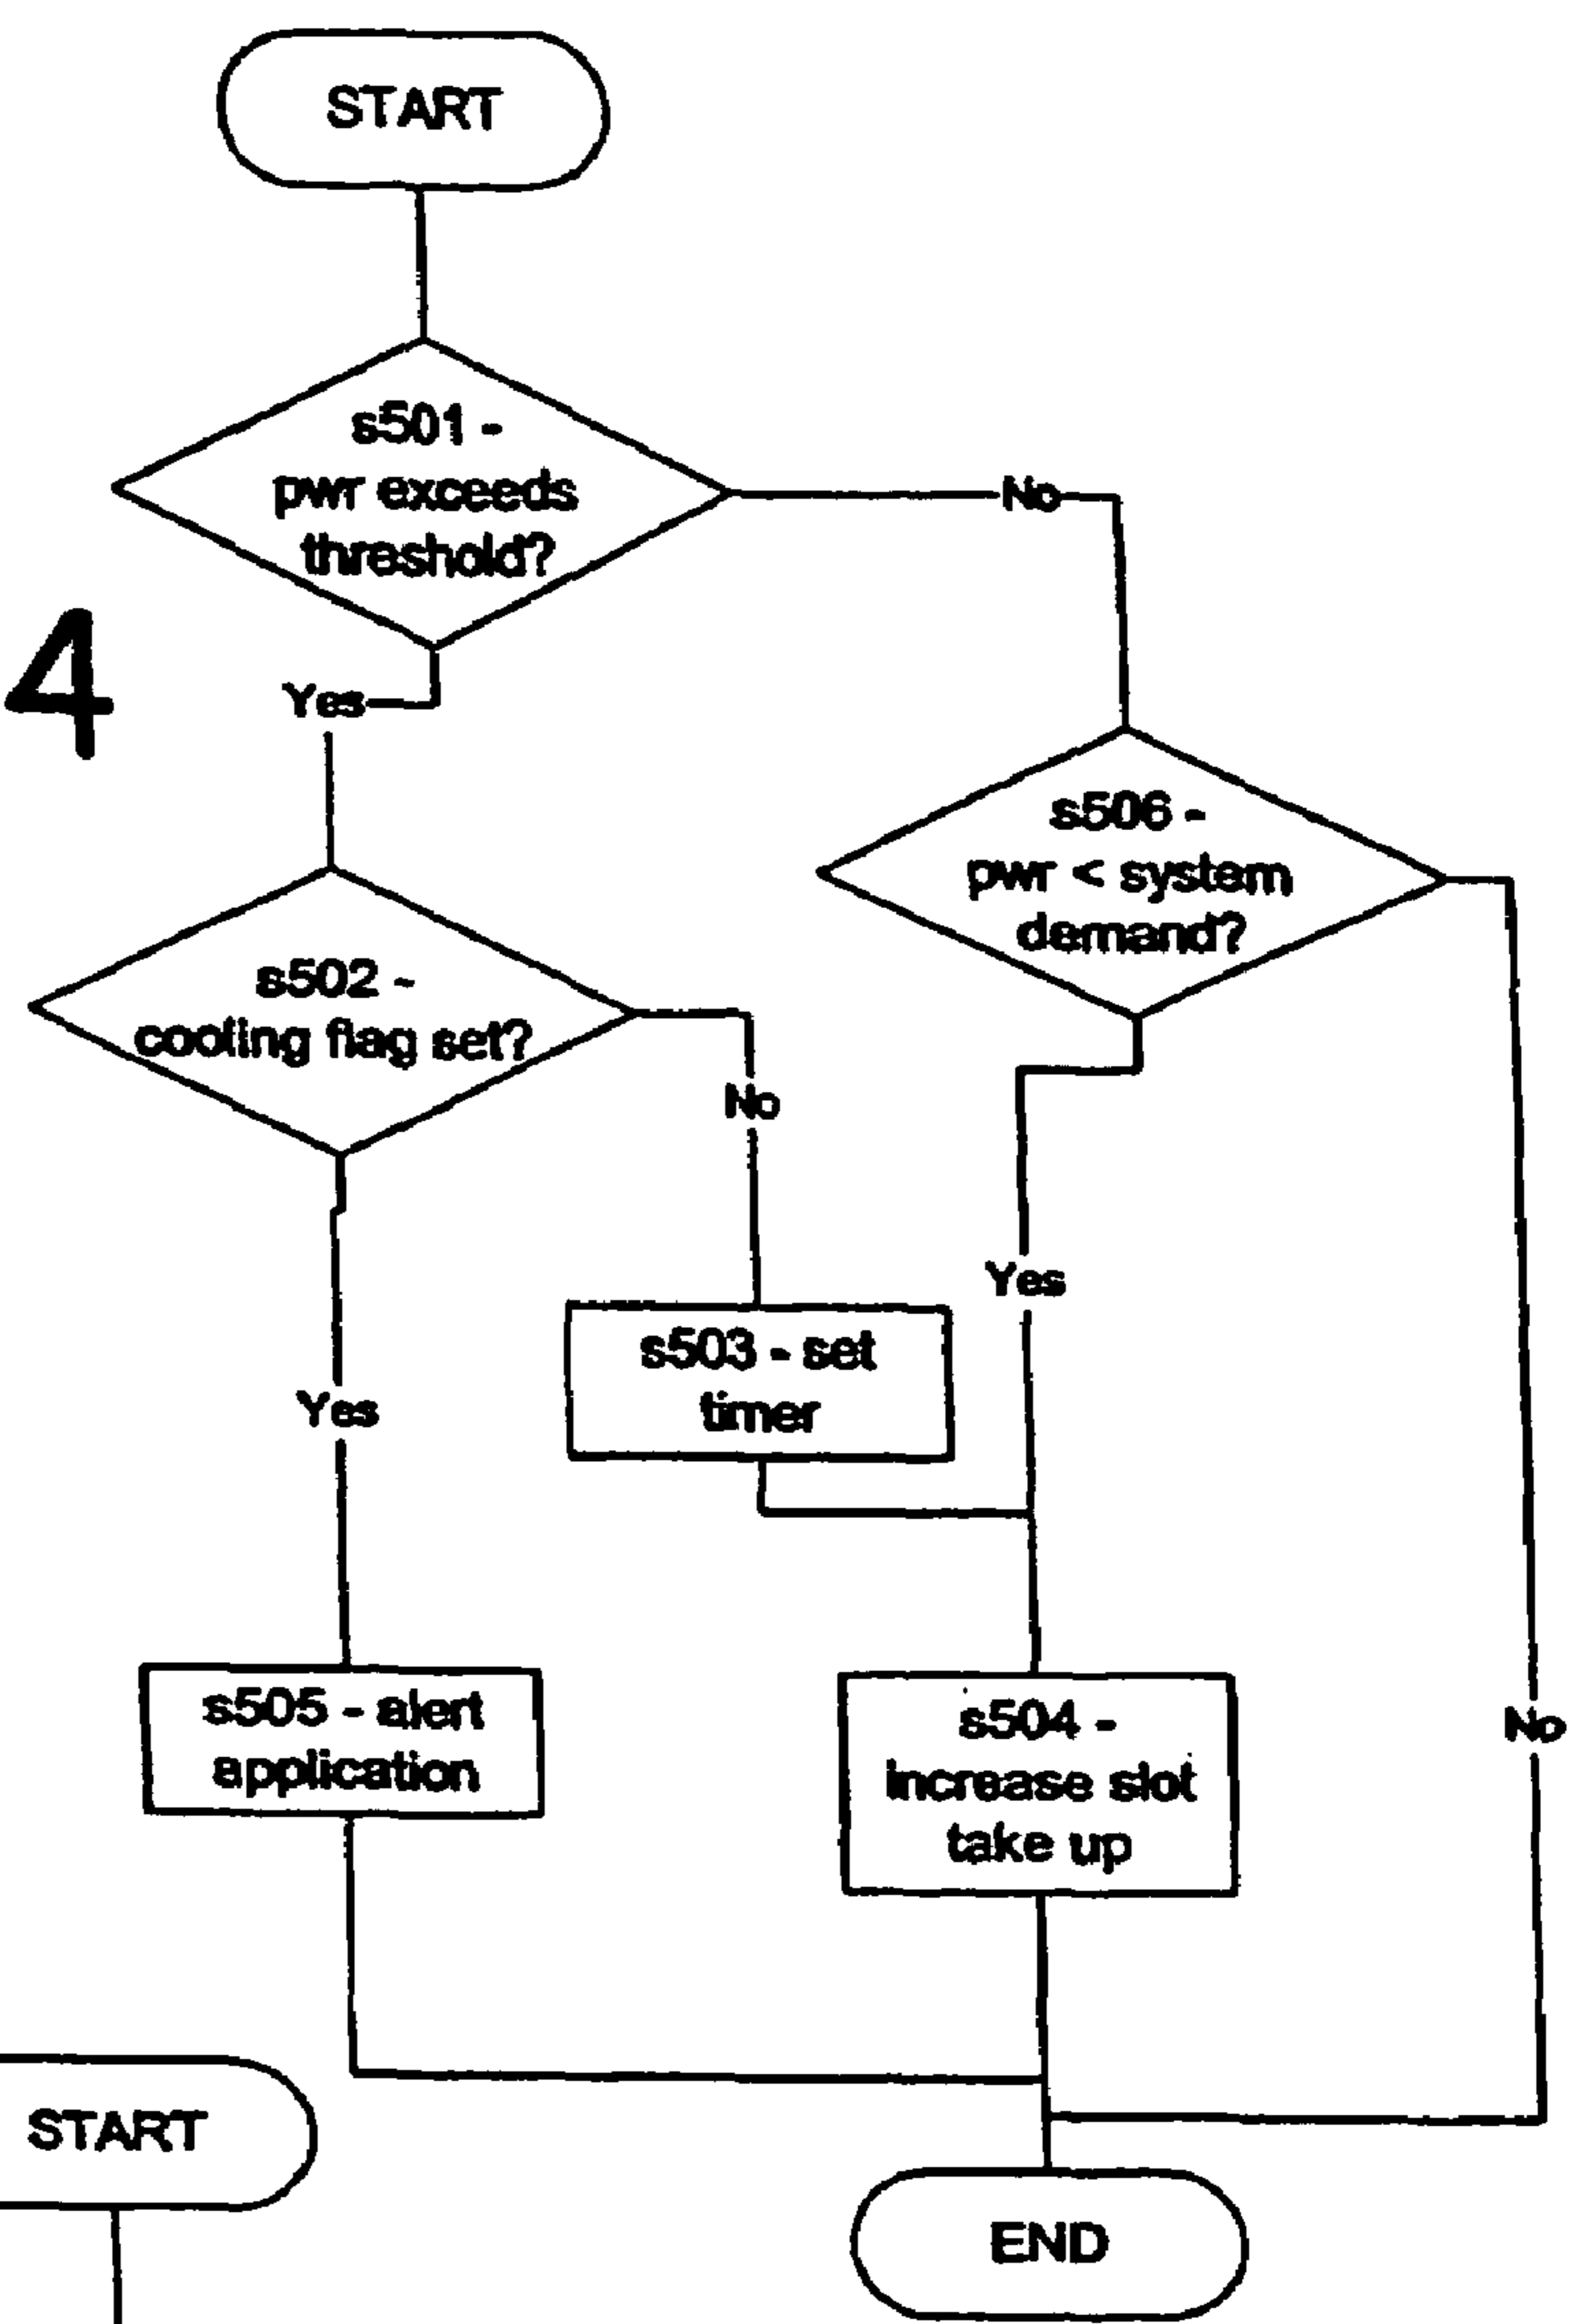 START
s501 -
pwr exceeds
threshold?
No
4
Yes
s506 -
pwr < system
demand?
s502 -
cooling flag set?
No
Yes
s503 - set
timer
Yes
s505 - alert
application
s504 -
increase slot
take up
No
START
END